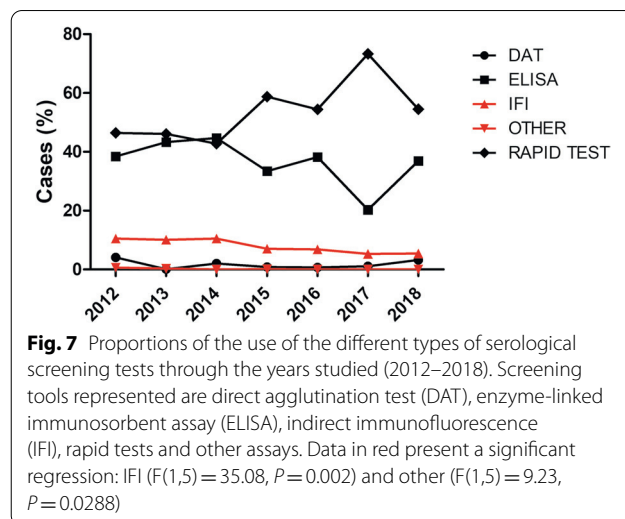 80
60
40
20
0
Cases (%)
2012
2013
2014
2015
2016
2017
2018
DAT
ELISA
IFI
OTHER
RAPID TEST
Fig. 7 Proportions of the use of the different types of serological
screening tests through the years studied (2012–2018). Screening
tools represented are direct agglutination test (DAT), enzyme-linked
immunosorbent assay (ELISA), indirect immunofluorescence
(IFI), rapid tests and other assays. Data in red present a significant
regression: IFI (F(1,5) = 35.08, P = 0.002) and other (F(1,5) = 9.23,
P = 0.0288)